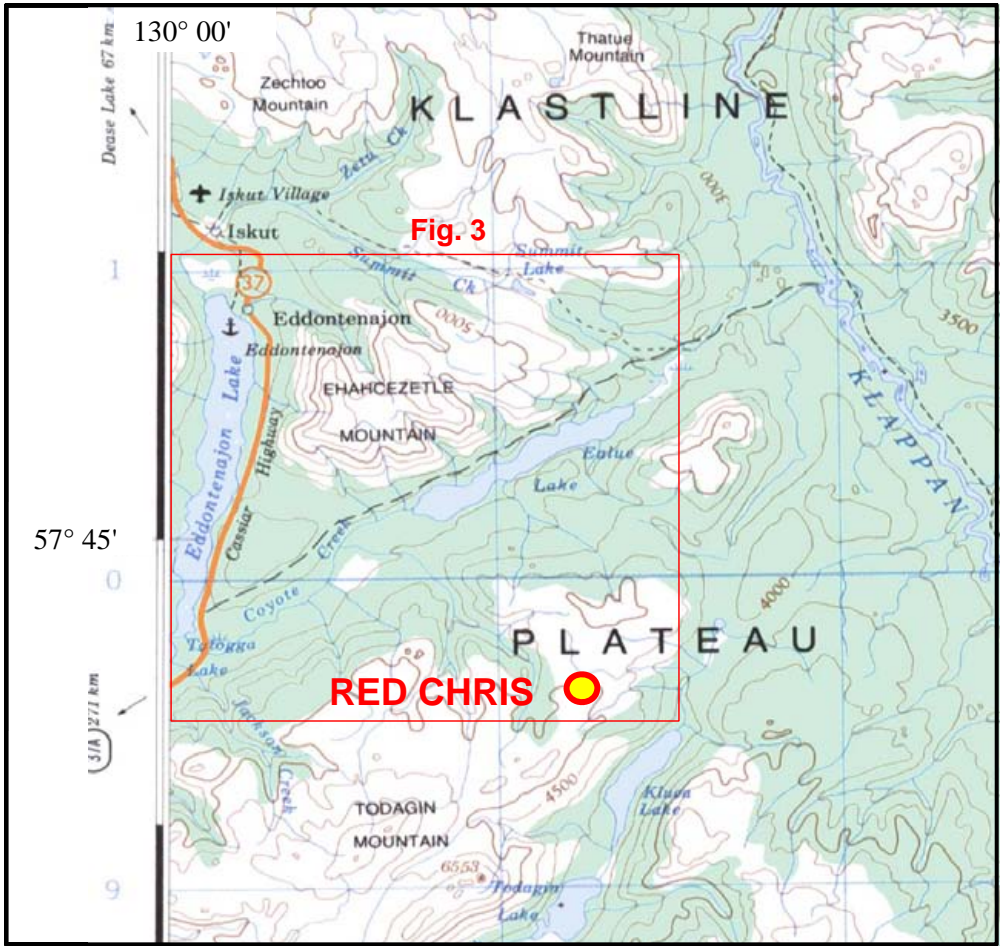 130° 00'
Dease Lake 67 km
Thatue
Mountain
Zechtoo
Mountain
KLASTLINE
Zetu Ck
3000
Iskut Village
Iskut
Fig. 3
Summit
Ck
Summit
Lake
1
37
Eddontenajon
Eddontenajon
5000
3500
EHAHCEZETLE
MOUNTAIN
Eddontenajon Lake
Cassiar Highway
KLAPPAN
Ealue
Lake
57° 45'
Coyote Creek
0
4000
PLATEAU
Tatogga
Lake
RED CHRIS
271 km
37A
Jackson
Creek
4500
Kluea
Lake
TODAGIN
MOUNTAIN
6553
9
Todagin
Lake